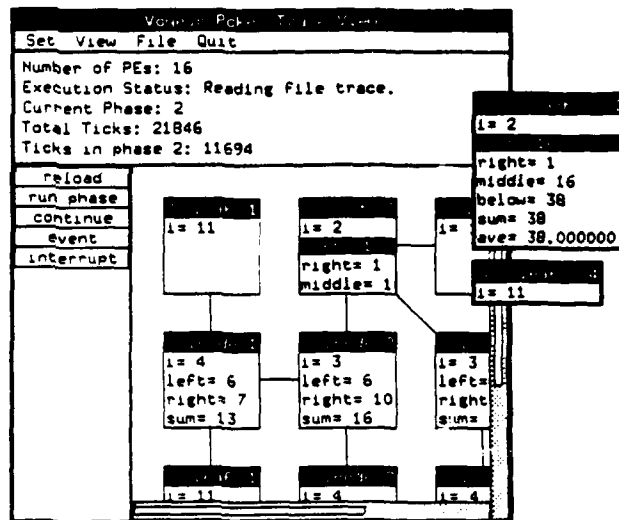 Set View File Quit
Number of PEs: 16
Execution Status: Reading file trace.
Current Phase: 2
Total Ticks: 21846
Ticks in phase 2: 11694
reload
run phase
continue
event
interrupt
i= 11
i= 2
right= 1
middle= 1
i=
i= 2
right= 1
middle= 16
below= 38
sum= 38
ave= 38.000000
i= 11
i= 4
left= 6
right= 7
sum= 13
i= 3
left= 6
right= 10
sum= 16
i= 3
left=
right
sum=
i= 11
i= 4
i= 4